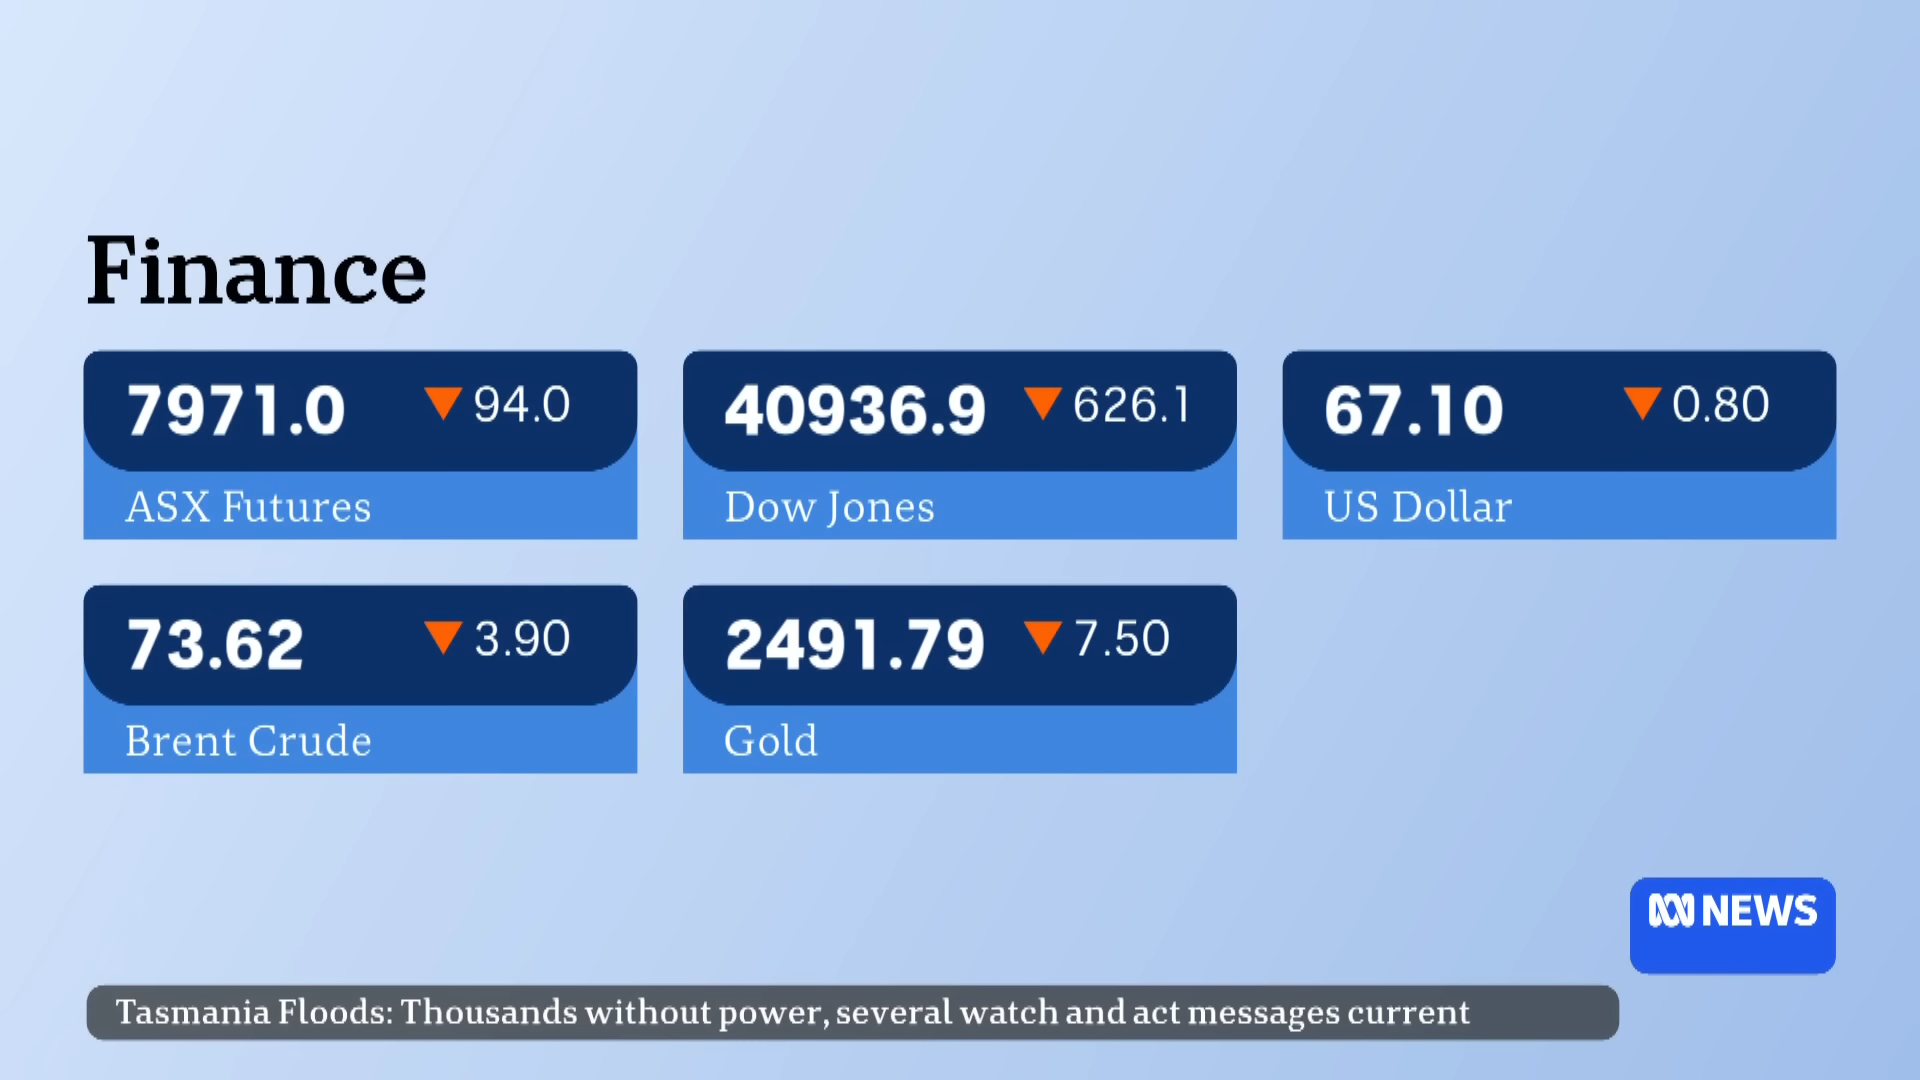 Finance
7971.0 ▼ 94.0
ASX Futures
40936.9 ▼ 626.1
Dow Jones
67.10 ▼ 0.80
US Dollar
73.62 ▼ 3.90
Brent Crude
2491.79 ▼ 7.50
Gold
NEWS
Tasmania Floods: Thousands without power, several watch and act messages current